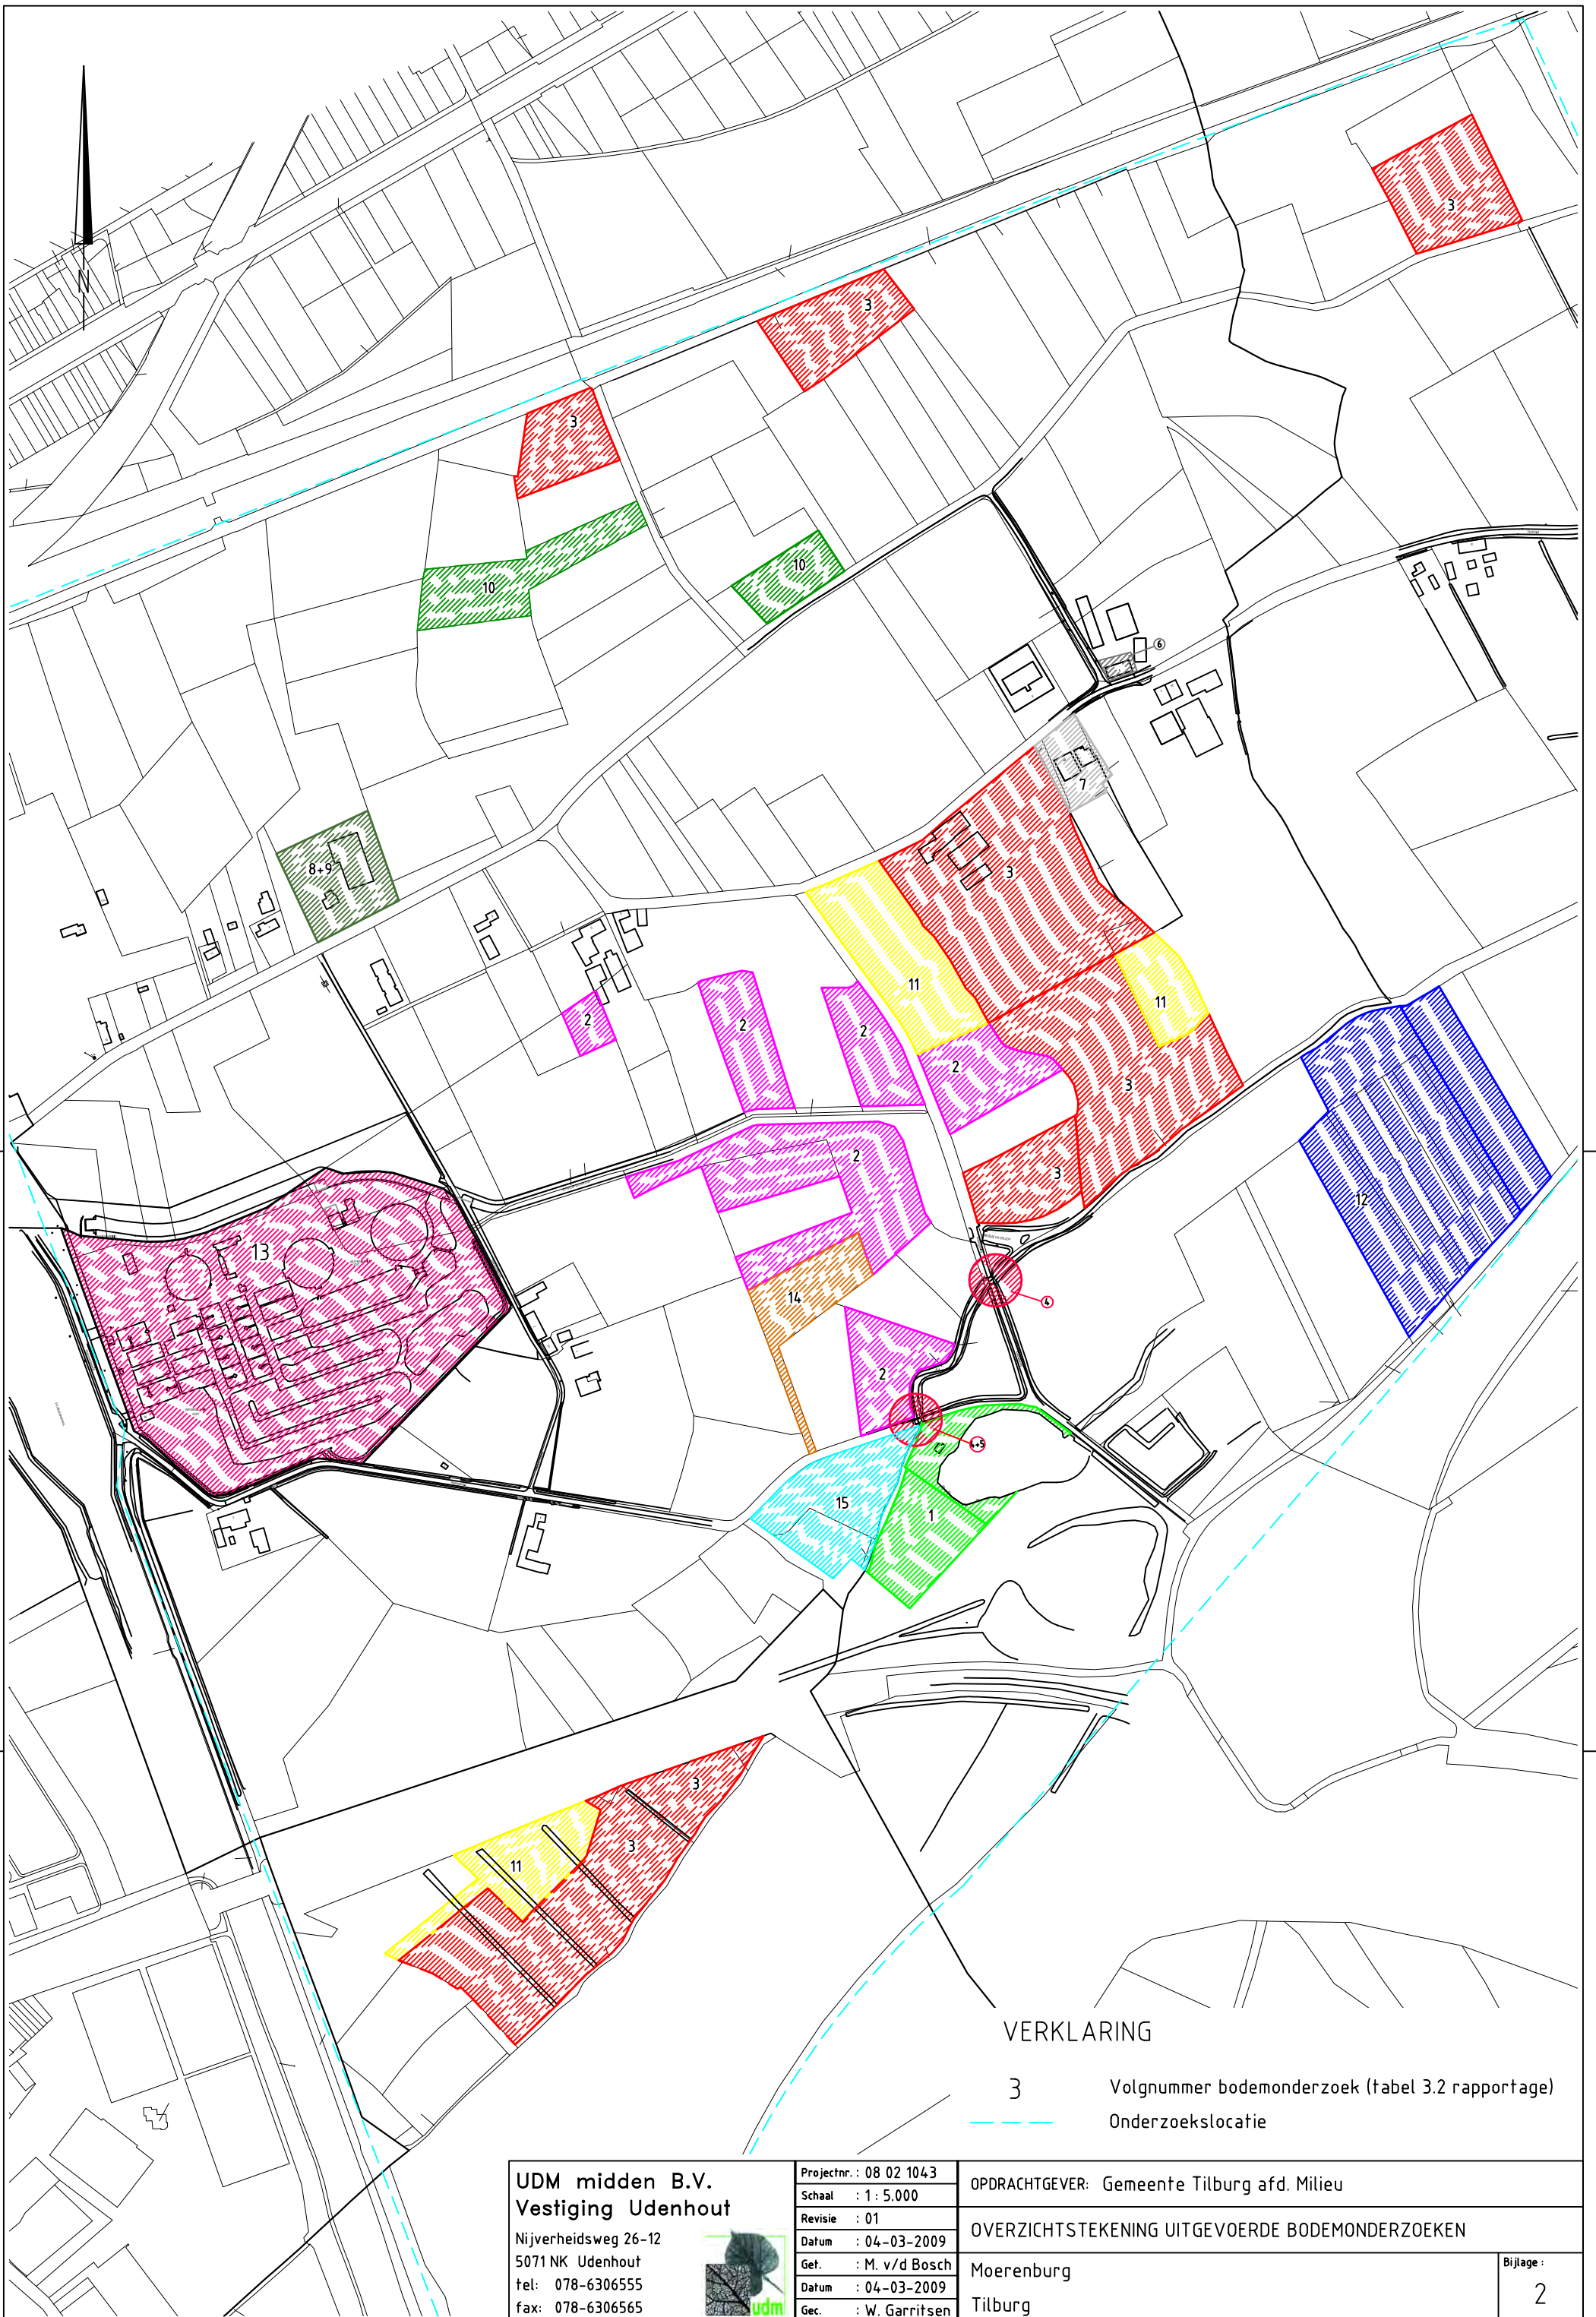 N
3
3
3
10
10
6
7
8+9
3
11
11
2
2
2
2
3
3
2
12
13
14
4
2
4+5
15
1
3
3
11
VERKLARING
3 Volgnummer bodemonderzoek (tabel 3.2 rapportage)
Onderzoekslocatie
UDM midden B.V.
Vestiging Udenhout
Nijverheidsweg 26-12
5071 NK Udenhout
tel: 078-6306555
fax: 078-6306565
udm
Projectnr. : 08 02 1043
Schaal : 1 : 5.000
Revisie : 01
Datum : 04-03-2009
Get. : M. v/d Bosch
Datum : 04-03-2009
Gec. : W. Garritsen
OPDRACHTGEVER: Gemeente Tilburg afd. Milieu
OVERZICHTSTEKENING UITGEVOERDE BODEMONDERZOEKEN
Moerenburg
Tilburg
Bijlage :
2